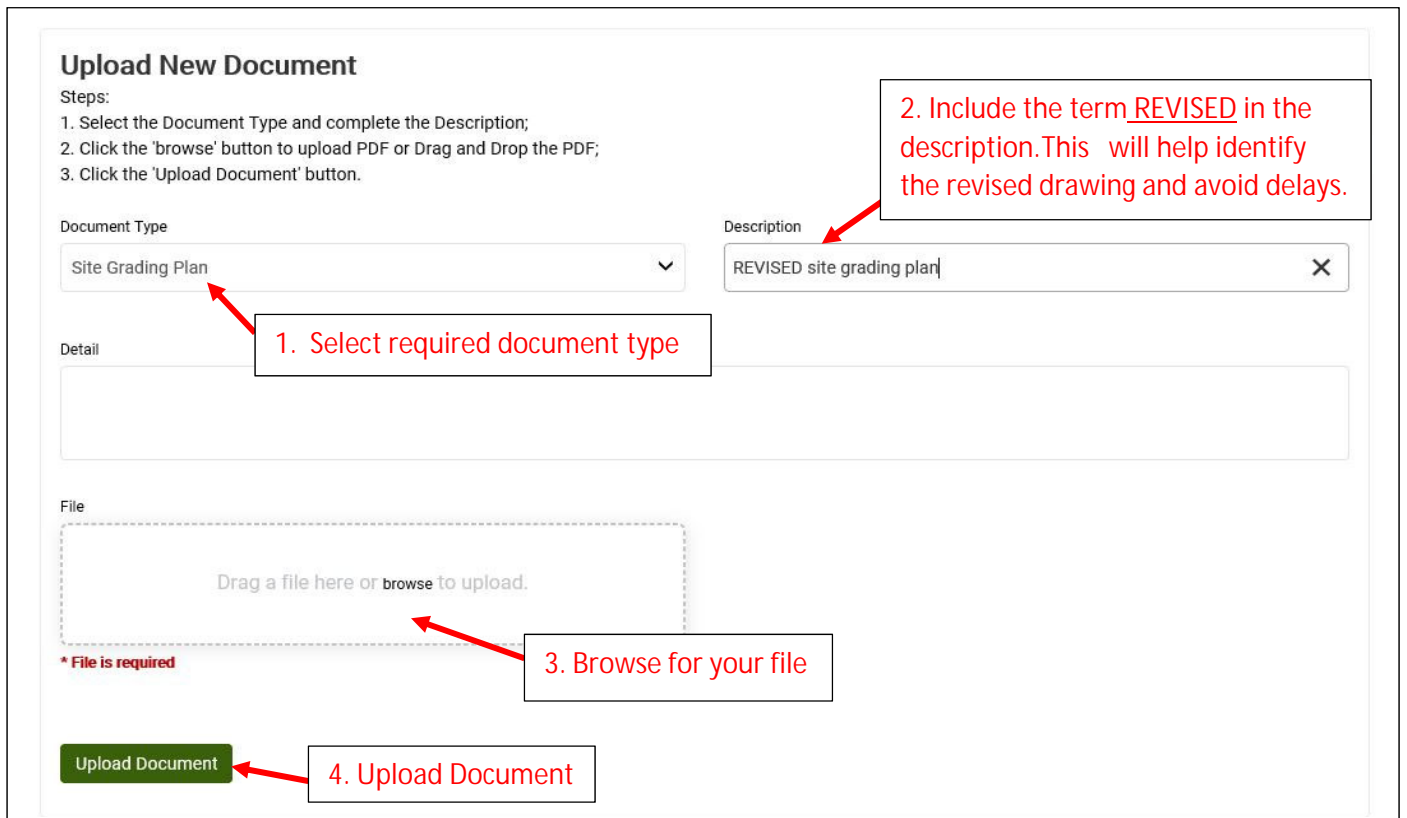 Upload New Document
Steps:
1. Select the Document Type and complete the Description;
2. Click the 'browse' button to upload PDF or Drag and Drop the PDF;
3. Click the 'Upload Document' button.
2. Include the term REVISED in the
description.This will help identify
the revised drawing and avoid delays.
Document Type
Description
Site Grading Plan
REVISED site grading plan
1. Select required document type
Detail
File
Drag a file here or browse to upload.
* File is required
3. Browse for your file
Upload Document
4. Upload Document